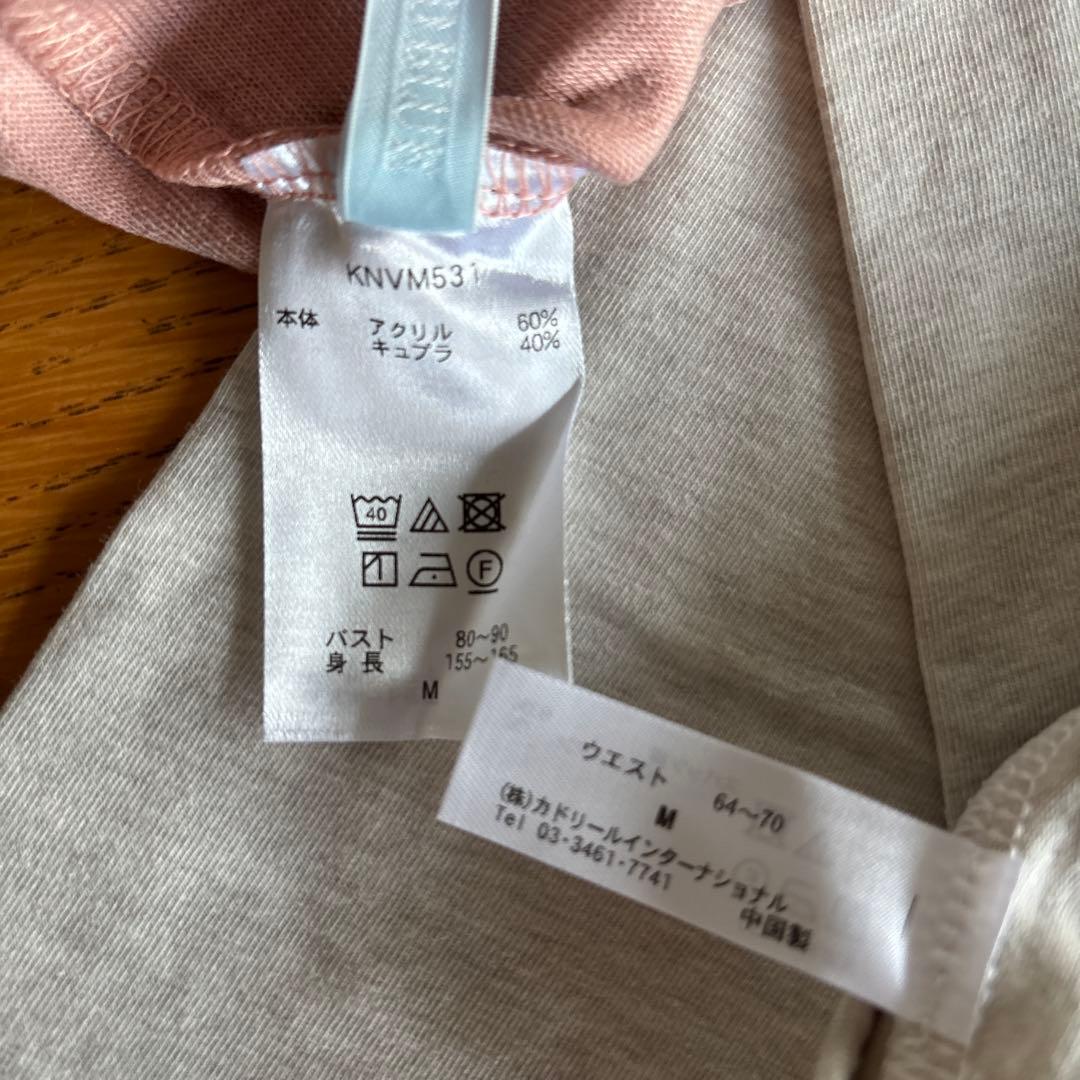 KNVM531
本体 アクリル 60%
キュプラ 40%
40
F
バスト 80〜90
身長 155〜165
M
ウエスト 64〜70
M
(株)カドリールインターナショナル
Tel 03-3461-7741
中国製